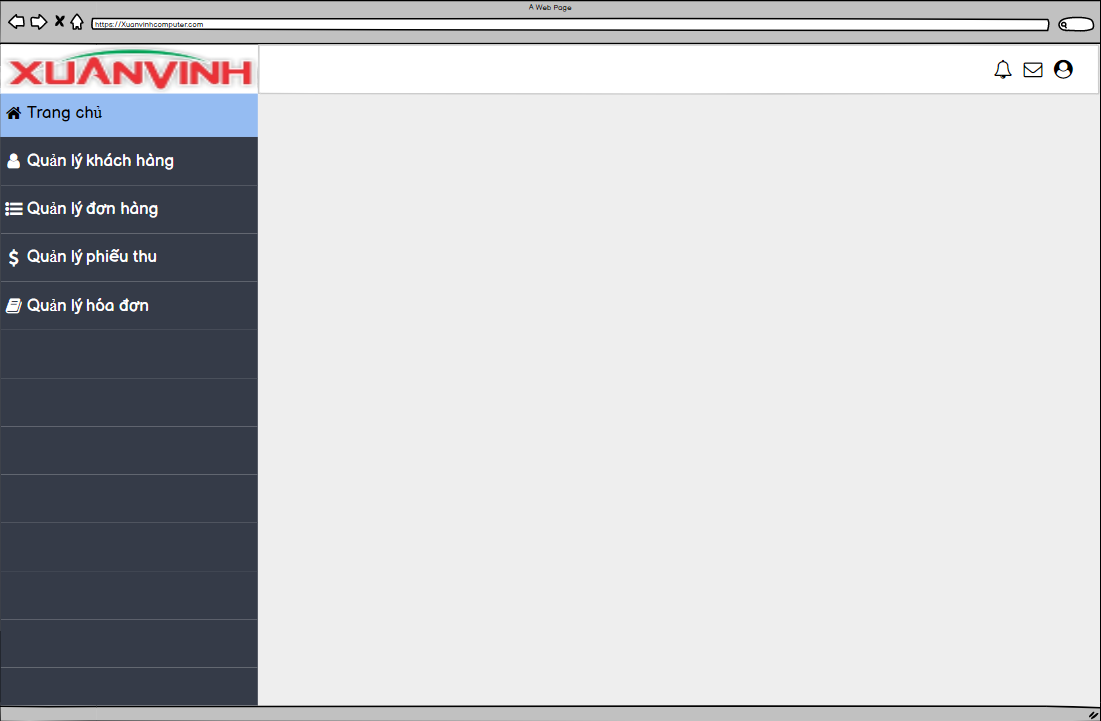 A Web Page
https://Xuanvinhcomputer.com
XUANVINH
Trang chủ
Quản lý khách hàng
Quản lý đơn hàng
Quản lý phiếu thu
Quản lý hóa đơn